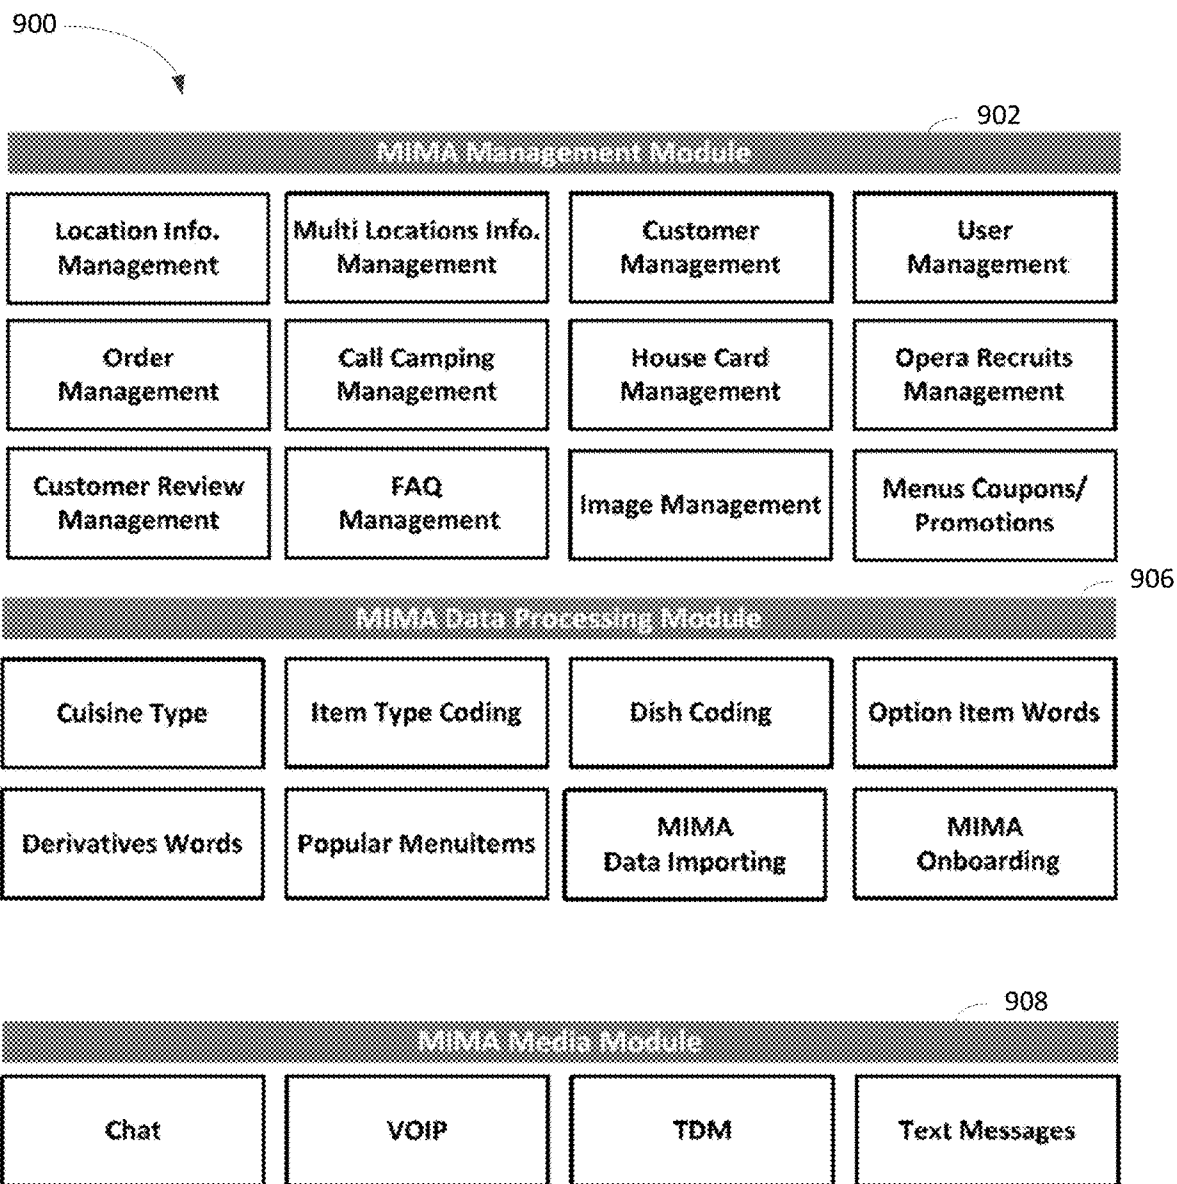 900
902
MIMA Management Module
Location Info.
Management
Multi Locations Info.
Management
Customer
Management
User
Management
Order
Management
Call Camping
Management
House Card
Management
Opera Recruits
Management
Customer Review
Management
FAQ
Management
Image Management
Menus Coupons/
Promotions
906
MIMA Data Processing Module
Cuisine Type
Item Type Coding
Dish Coding
Option Item Words
Derivatives Words
Popular Menuitems
MIMA
Data Importing
MIMA
Onboarding
908
MIMA Media Module
Chat
VOIP
TDM
Text Messages